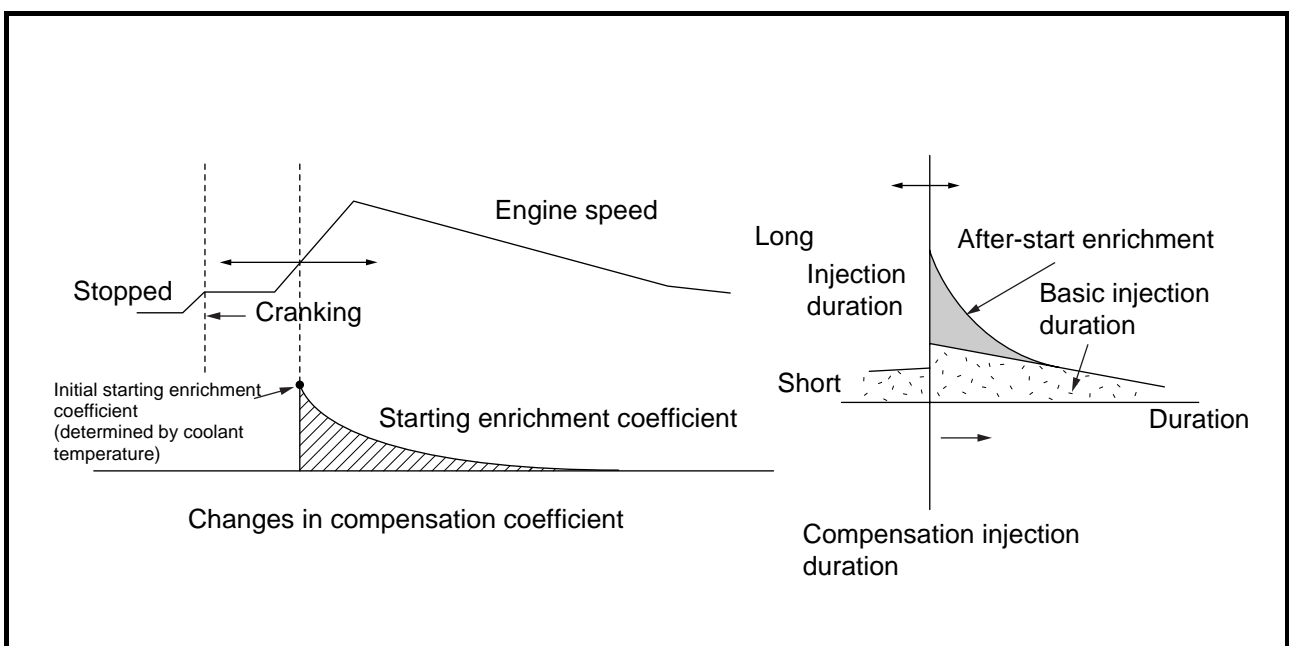 Engine speed
Stopped
Cranking
Initial starting enrichment
coefficient
(determined by coolant
temperature)
Starting enrichment coefficient
Changes in compensation coefficient
Long
After-start enrichment
Injection
duration
Basic injection
duration
Short
Duration
Compensation injection
duration